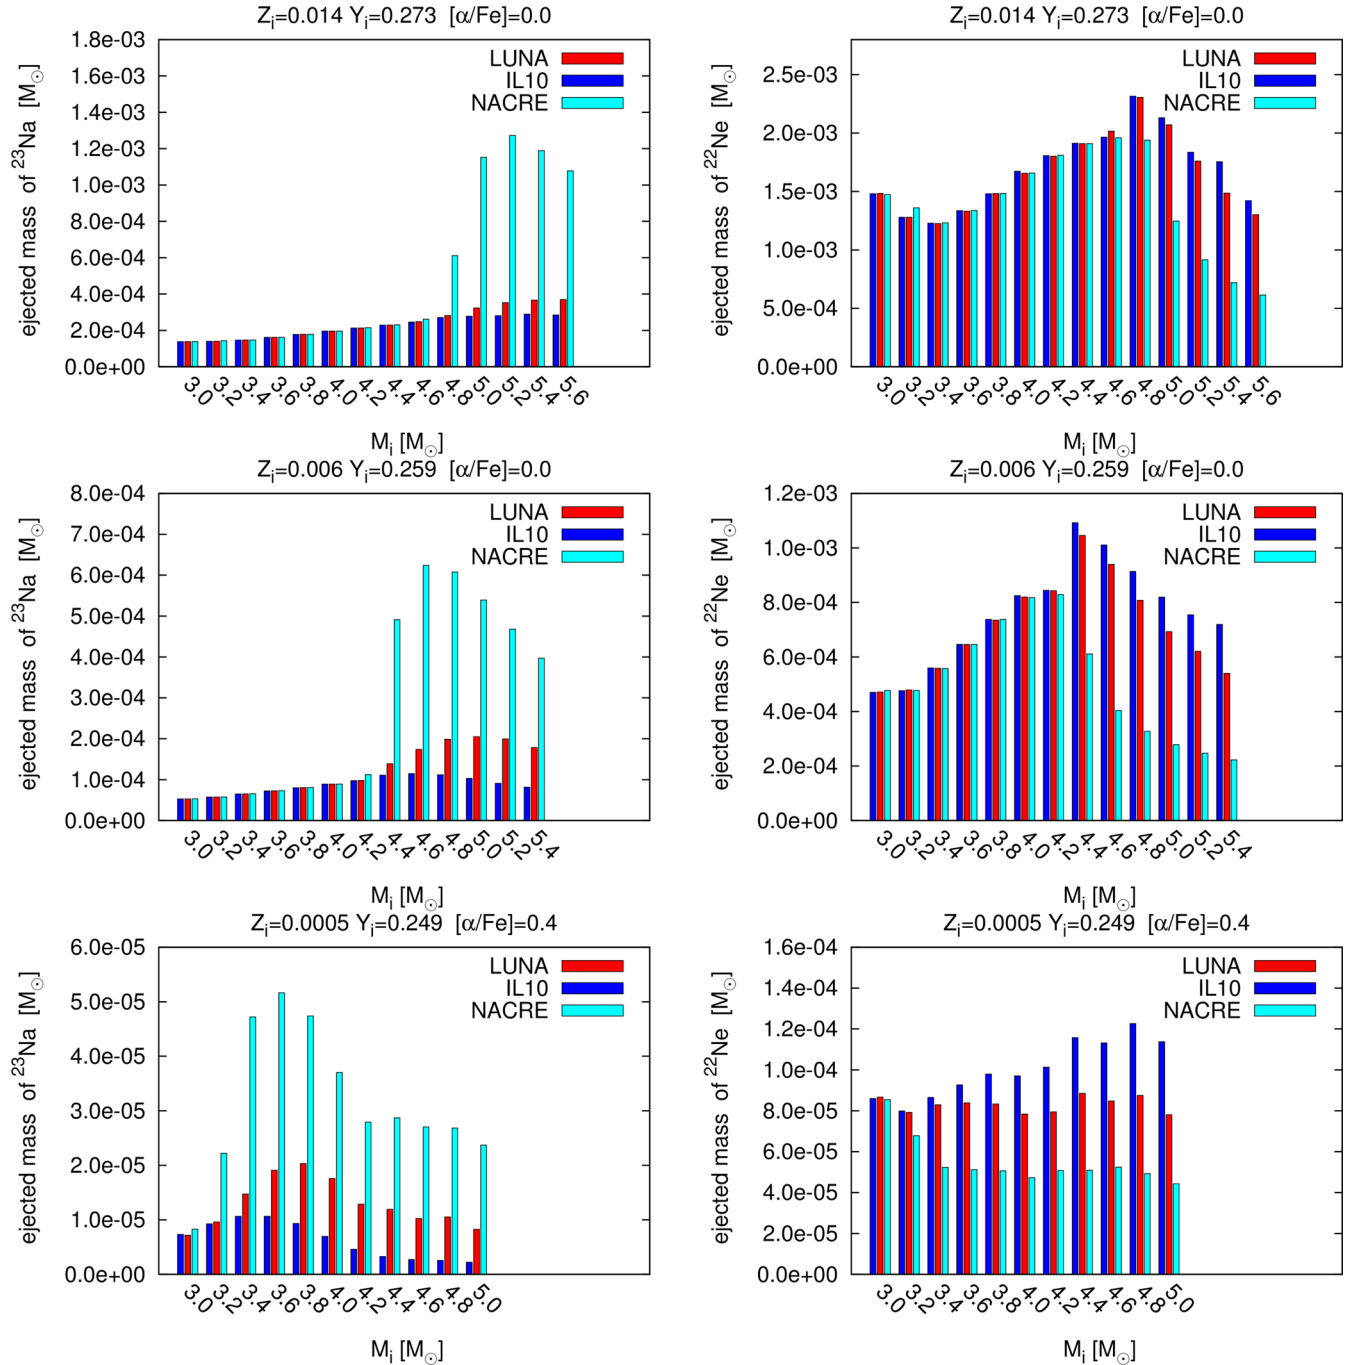 Z_i=0.014 Y_i=0.273 [α/Fe]=0.0
1.8e-03
1.6e-03
1.4e-03
1.2e-03
1.0e-03
8.0e-04
6.0e-04
4.0e-04
2.0e-04
0.0e+00
ejected mass of ²³Na [M☉]
LUNA
IL10
NACRE
3.0 3.2 3.4 3.6 3.8 4.0 4.2 4.4 4.6 4.8 5.0 5.2 5.4 5.6
M_i [M☉]
Z_i=0.014 Y_i=0.273 [α/Fe]=0.0
2.5e-03
2.0e-03
1.5e-03
1.0e-03
5.0e-04
0.0e+00
ejected mass of ²²Ne [M☉]
LUNA
IL10
NACRE
3.0 3.2 3.4 3.6 3.8 4.0 4.2 4.4 4.6 4.8 5.0 5.2 5.4 5.6
M_i [M☉]
Z_i=0.006 Y_i=0.259 [α/Fe]=0.0
8.0e-04
7.0e-04
6.0e-04
5.0e-04
4.0e-04
3.0e-04
2.0e-04
1.0e-04
0.0e+00
ejected mass of ²³Na [M☉]
LUNA
IL10
NACRE
3.0 3.2 3.4 3.6 3.8 4.0 4.2 4.4 4.6 4.8 5.0 5.2 5.4
M_i [M☉]
Z_i=0.006 Y_i=0.259 [α/Fe]=0.0
1.2e-03
1.0e-03
8.0e-04
6.0e-04
4.0e-04
2.0e-04
0.0e+00
ejected mass of ²²Ne [M☉]
LUNA
IL10
NACRE
3.0 3.2 3.4 3.6 3.8 4.0 4.2 4.4 4.6 4.8 5.0 5.2 5.4
M_i [M☉]
Z_i=0.0005 Y_i=0.249 [α/Fe]=0.4
6.0e-05
5.0e-05
4.0e-05
3.0e-05
2.0e-05
1.0e-05
0.0e+00
ejected mass of ²³Na [M☉]
LUNA
IL10
NACRE
3.0 3.2 3.4 3.6 3.8 4.0 4.2 4.4 4.6 4.8 5.0
M_i [M☉]
Z_i=0.0005 Y_i=0.249 [α/Fe]=0.4
1.6e-04
1.4e-04
1.2e-04
1.0e-04
8.0e-05
6.0e-05
4.0e-05
2.0e-05
0.0e+00
ejected mass of ²²Ne [M☉]
LUNA
IL10
NACRE
3.0 3.2 3.4 3.6 3.8 4.0 4.2 4.4 4.6 4.8 5.0
M_i [M☉]